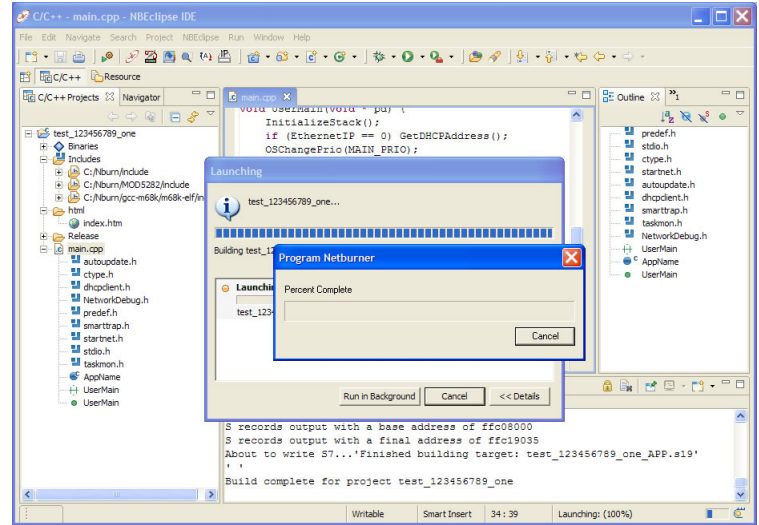 C/C++ - main.cpp - NBEclipse IDE
File Edit Navigate Search Project NBEclipse Run Window Help
C/C++ Resource
C/C++ Projects Navigator
test_123456789_one
Binaries
Includes
C:/Nburn/include
C:/Nburn/MOD5282/include
C:/Nburn/gcc-m68k/m68k-elf/in
html
index.htm
Release
main.cpp
autoupdate.h
ctype.h
dhcpclient.h
NetworkDebug.h
predef.h
smarttrap.h
startnet.h
stdio.h
taskmon.h
AppName
UserMain
UserMain
main.cpp
void UserMain(void * pd) {
InitializeStack();
if (EthernetIP == 0) GetDHCPAddress();
OSChangePrio(MAIN_PRIO);
Outline
1
predef.h
stdio.h
ctype.h
startnet.h
autoupdate.h
dhcpclient.h
smarttrap.h
taskmon.h
NetworkDebug.h
UserMain
AppName
UserMain
Launching
test_123456789_one...
Building test_12
Launchi
test_123
Run in Background Cancel << Details
Program Netburner
Percent Complete
Cancel
S records output with a base address of ffc08000
S records output with a final address of ffc19035
About to write S7...'Finished building target: test_123456789_one_APP.s19'
' '
Build complete for project test_123456789_one
Writable Smart Insert 34 : 39 Launching: (100%)